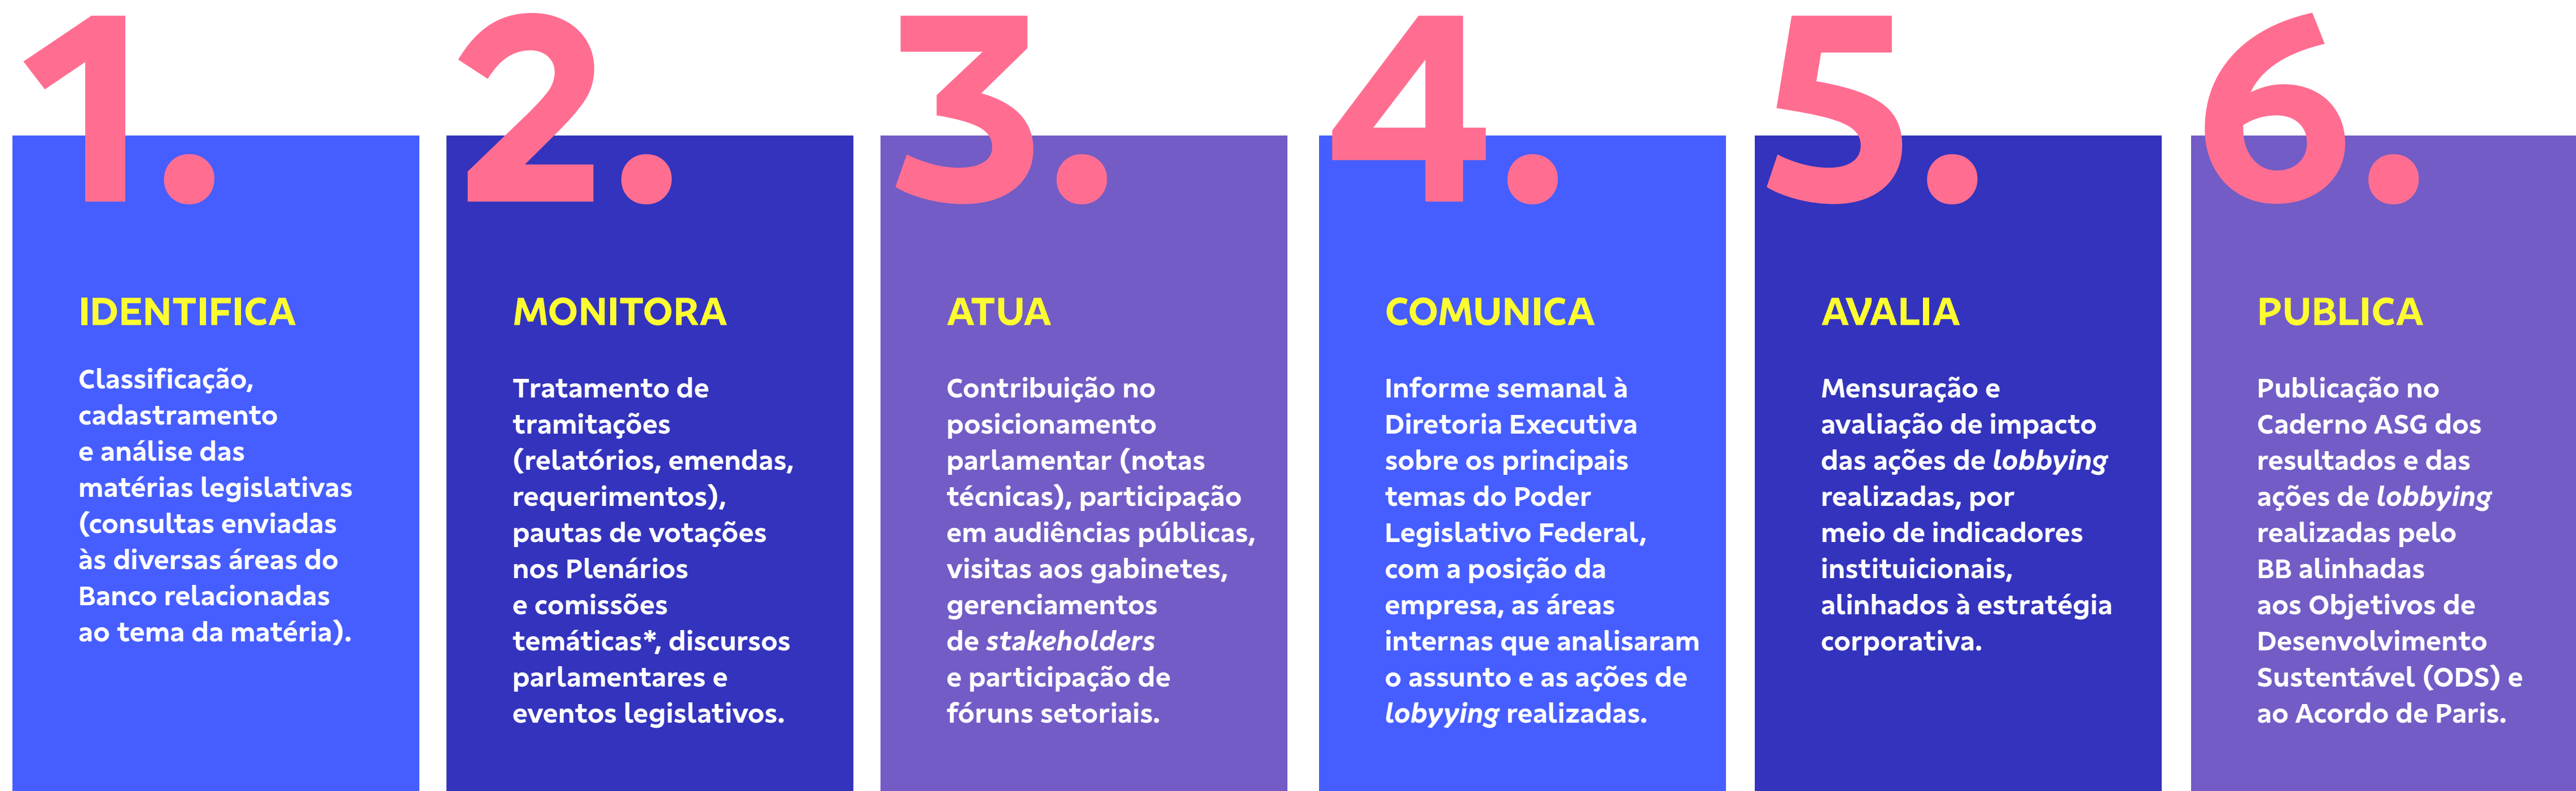 1.
IDENTIFICA
Classificação,
cadastramento
e análise das
matérias legislativas
(consultas enviadas
às diversas áreas do
Banco relacionadas
ao tema da matéria).
2.
MONITORA
Tratamento de
tramitações
(relatórios, emendas,
requerimentos),
pautas de votações
nos Plenários
e comissões
temáticas*, discursos
parlamentares e
eventos legislativos.
3.
ATUA
Contribuição no
posicionamento
parlamentar (notas
técnicas), participação
em audiências públicas,
visitas aos gabinetes,
gerenciamentos
de stakeholders
e participação de
fóruns setoriais.
4.
COMUNICA
Informe semanal à
Diretoria Executiva
sobre os principais
temas do Poder
Legislativo Federal,
com a posição da
empresa, as áreas
internas que analisaram
o assunto e as ações de
lobyying realizadas.
5.
AVALIA
Mensuração e
avaliação de impacto
das ações de lobbying
realizadas, por
meio de indicadores
instituicionais,
alinhados à estratégia
corporativa.
6.
PUBLICA
Publicação no
Caderno ASG dos
resultados e das
ações de lobbying
realizadas pelo
BB alinhadas
aos Objetivos de
Desenvolvimento
Sustentável (ODS) e
ao Acordo de Paris.